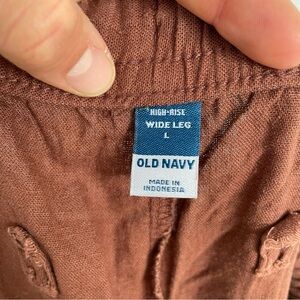 HIGH-RISE
WIDE LEG
L
OLD NAVY
MADE IN
INDONESIA